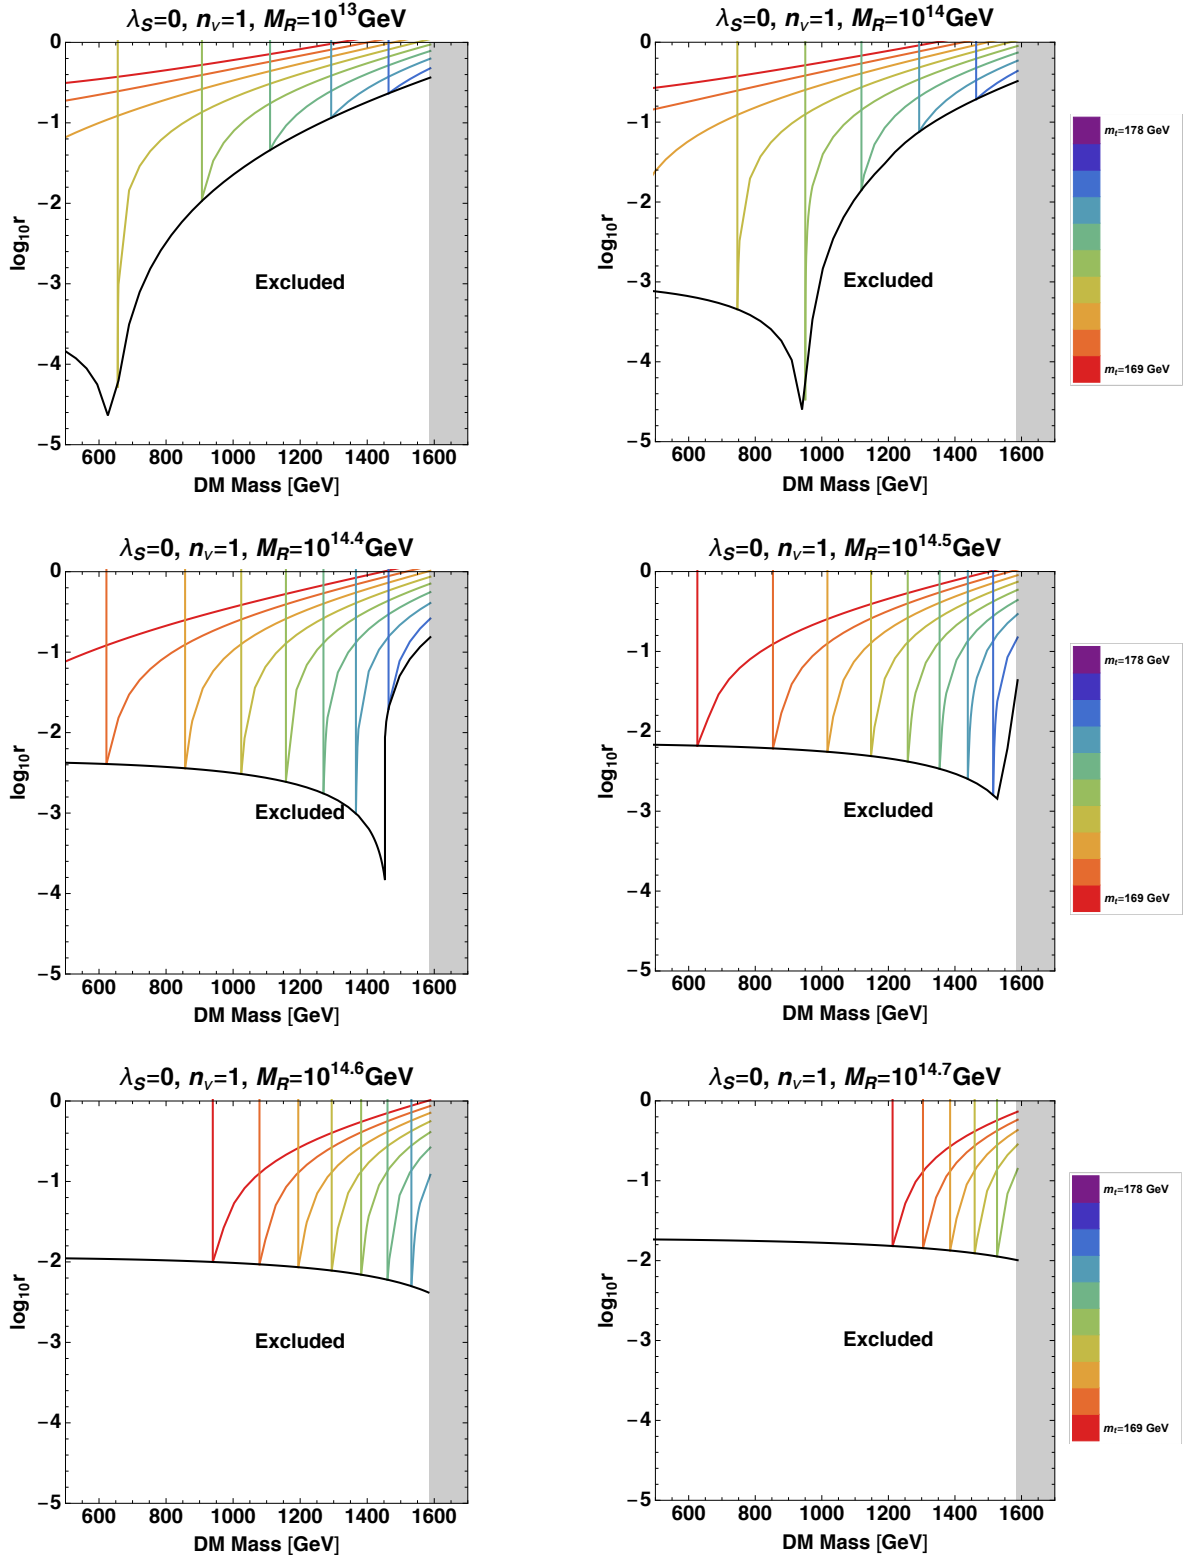 λS=0, nν=1, MR=10^13GeV
0
−1
−2
−3
−4
−5
log10r
Excluded
600 800 1000 1200 1400 1600
DM Mass [GeV]
λS=0, nν=1, MR=10^14GeV
0
−1
−2
−3
−4
−5
log10r
Excluded
600 800 1000 1200 1400 1600
DM Mass [GeV]
mt=178 GeV
mt=169 GeV
λS=0, nν=1, MR=10^14.4GeV
0
−1
−2
−3
−4
−5
log10r
Excluded
600 800 1000 1200 1400 1600
DM Mass [GeV]
λS=0, nν=1, MR=10^14.5GeV
0
−1
−2
−3
−4
−5
log10r
Excluded
600 800 1000 1200 1400 1600
DM Mass [GeV]
mt=178 GeV
mt=169 GeV
λS=0, nν=1, MR=10^14.6GeV
0
−1
−2
−3
−4
−5
log10r
Excluded
600 800 1000 1200 1400 1600
DM Mass [GeV]
λS=0, nν=1, MR=10^14.7GeV
0
−1
−2
−3
−4
−5
log10r
Excluded
600 800 1000 1200 1400 1600
DM Mass [GeV]
mt=178 GeV
mt=169 GeV